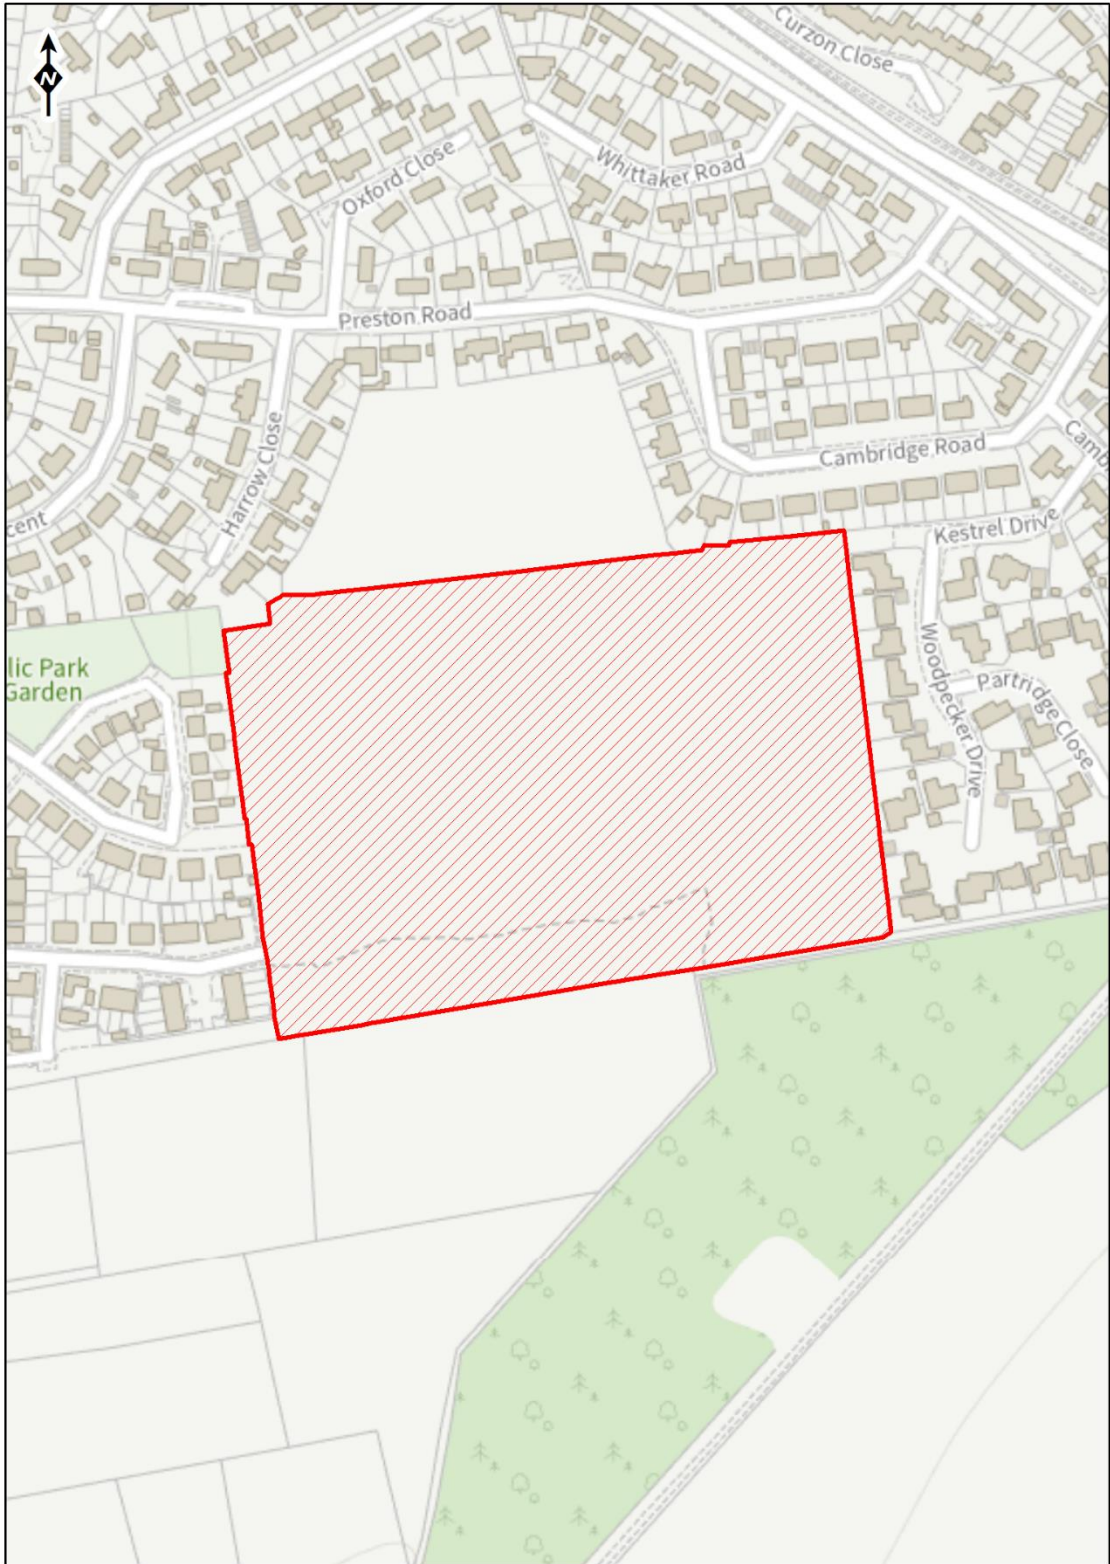 N
Curzon Close
Oxford Close
Whittaker Road
Preston Road
Harrow Close
Cambridge Road
Camb
cent
Kestrel Drive
Woodpecker Drive
Partridge Close
lic Park
Garden